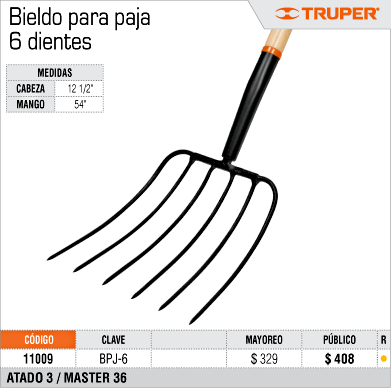 Bieldo para paja
6 dientes
TRUPER®
MEDIDAS
CABEZA 12 1/2"
MANGO 54"
CÓDIGO CLAVE MAYOREO PÚBLICO R
11009 BPJ-6 $ 329 $ 408
ATADO 3 / MASTER 36